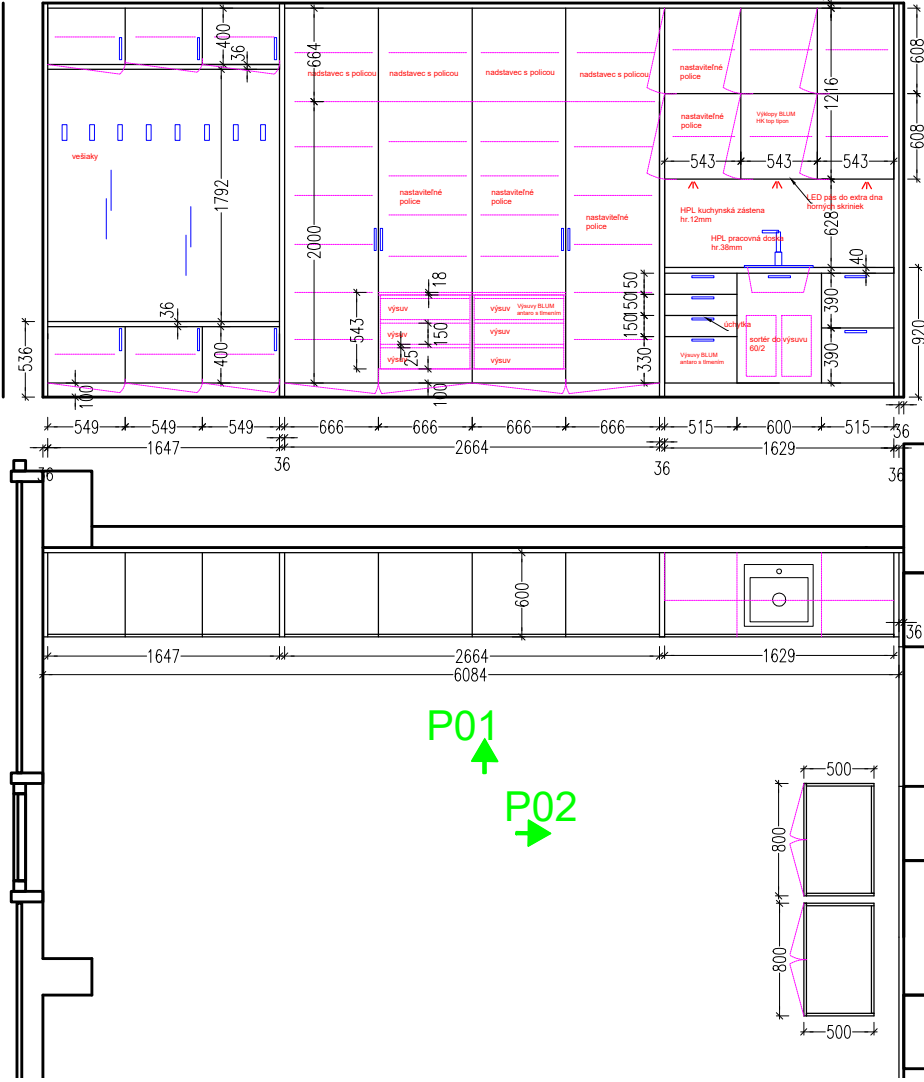 400
36
664
608
nadstavec s policou
nadstavec s policou
nadstavec s policou
nadstavec s policou
nastaviteľné
police
1216
nastaviteľné
police
Výklopy BLUM
HK top tipon
608
vešiaky
543
543
543
1792
nastaviteľné
police
nastaviteľné
police
nastaviteľné
police
LED pás do extra dna
horných skriniek
HPL kuchynská zástena
hr.12mm
628
HPL pracovná doska
hr.38mm
2000
40
18
150
150
150
330
36
543
výsuv
výsuv
Výsuvy BLUM
antaro s tlmením
výsuv
150
výsuv
25
výsuv
výsuv
úchytka
sortér do výsuvu
60/2
Výsuvy BLUM
antaro s tlmením
390
390
920
536
400
100
100
549
549
549
666
666
666
666
515
600
515
36
1647
2664
1629
36
36
36
36
600
36
1647
2664
1629
6084
P01
P02
500
800
800
500